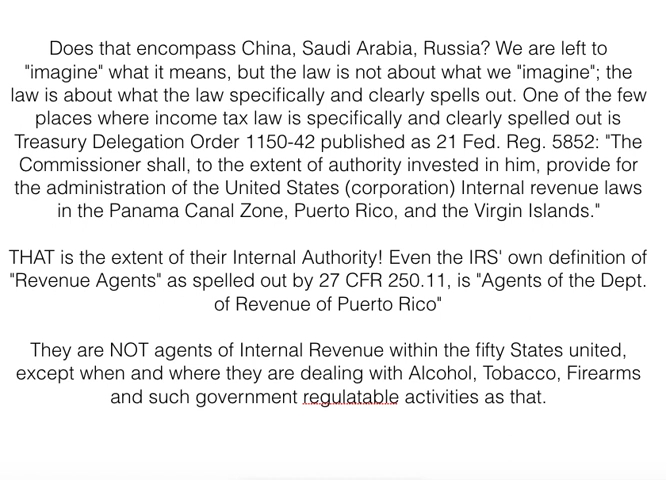 Does that encompass China, Saudi Arabia, Russia? We are left to
"imagine" what it means, but the law is not about what we "imagine"; the
law is about what the law specifically and clearly spells out. One of the few
places where income tax law is specifically and clearly spelled out is
Treasury Delegation Order 1150-42 published as 21 Fed. Reg. 5852: "The
Commissioner shall, to the extent of authority invested in him, provide for
the administration of the United States (corporation) Internal revenue laws
in the Panama Canal Zone, Puerto Rico, and the Virgin Islands."
THAT is the extent of their Internal Authority! Even the IRS' own definition of
"Revenue Agents" as spelled out by 27 CFR 250.11, is "Agents of the Dept.
of Revenue of Puerto Rico"
They are NOT agents of Internal Revenue within the fifty States united,
except when and where they are dealing with Alcohol, Tobacco, Firearms
and such government regulatable activities as that.